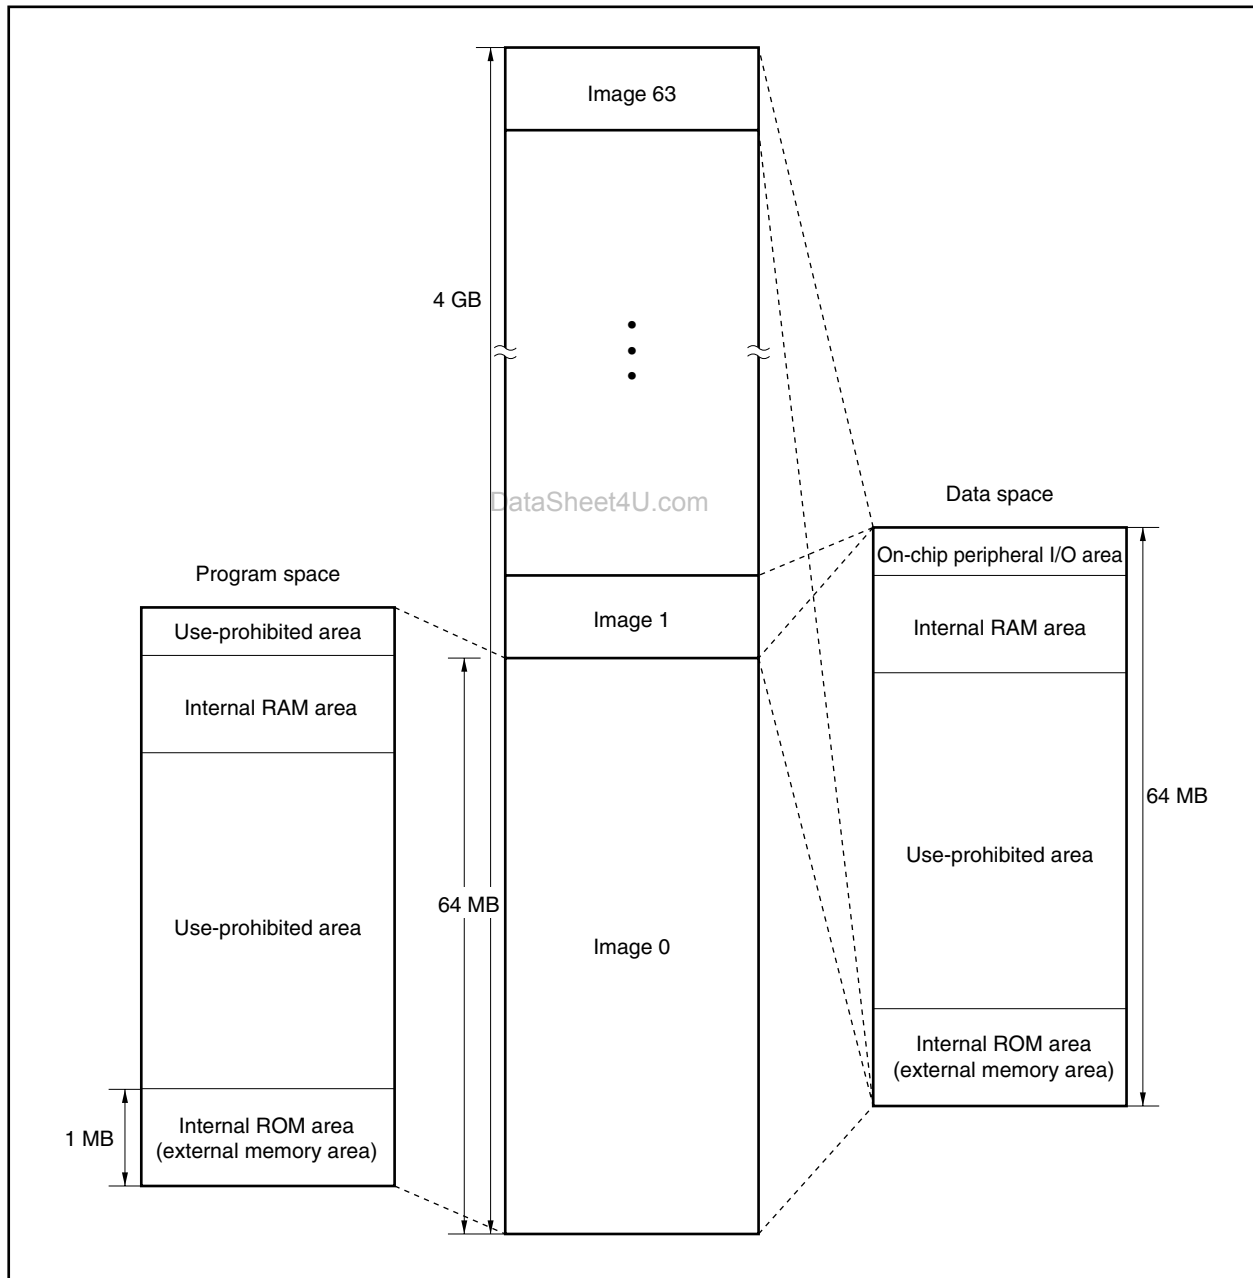 Image 63
4 GB
DataSheet4U.com
Data space
On-chip peripheral I/O area
Program space
Use-prohibited area
Image 1
Internal RAM area
Internal RAM area
64 MB
Use-prohibited area
64 MB
Use-prohibited area
Image 0
Internal ROM area
(external memory area)
1 MB
Internal ROM area
(external memory area)